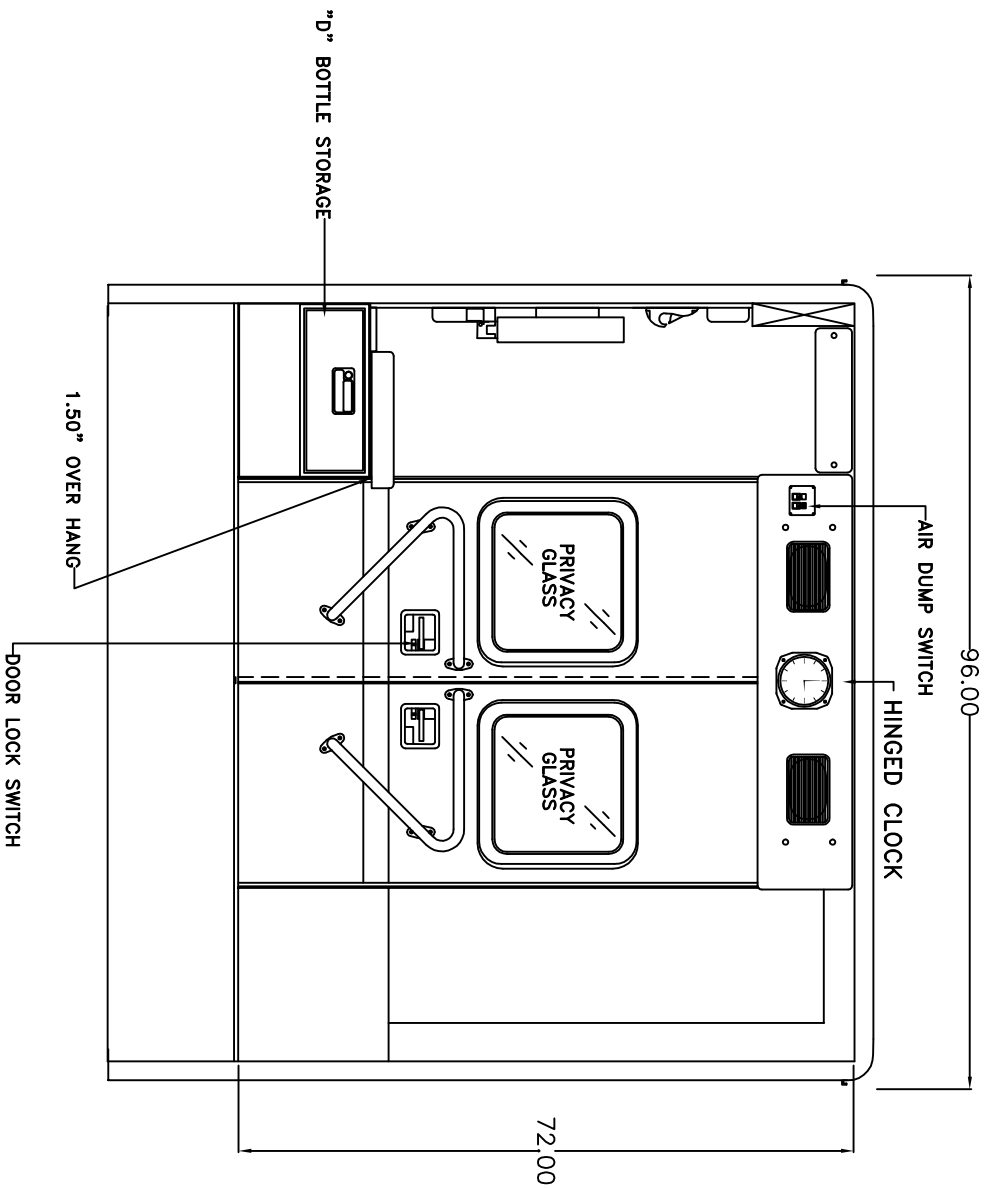 96.00
HINGED CLOCK
AIR DUMP SWITCH
PRIVACY
GLASS
PRIVACY
GLASS
72.00
"D" BOTTLE STORAGE
1.50" OVER HANG
DOOR LOCK SWITCH